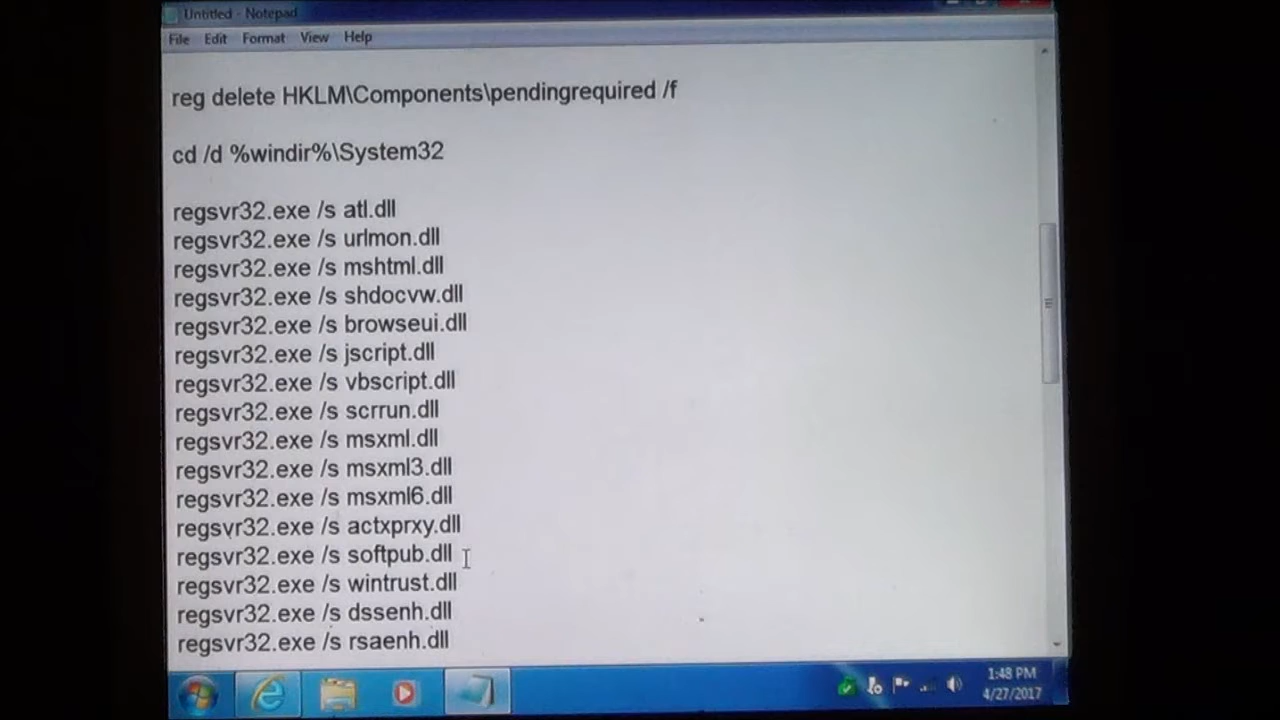 Untitled - Notepad
File Edit Format View Help
reg delete HKLM\Components\pendingrequired /f
cd /d %windir%\System32
regsvr32.exe /s atl.dll
regsvr32.exe /s urlmon.dll
regsvr32.exe /s mshtml.dll
regsvr32.exe /s shdocvw.dll
regsvr32.exe /s browseui.dll
regsvr32.exe /s jscript.dll
regsvr32.exe /s vbscript.dll
regsvr32.exe /s scrrun.dll
regsvr32.exe /s msxml.dll
regsvr32.exe /s msxml3.dll
regsvr32.exe /s msxml6.dll
regsvr32.exe /s actxprxy.dll
regsvr32.exe /s softpub.dll
regsvr32.exe /s wintrust.dll
regsvr32.exe /s dssenh.dll
regsvr32.exe /s rsaenh.dll
1:48 PM
4/27/2017